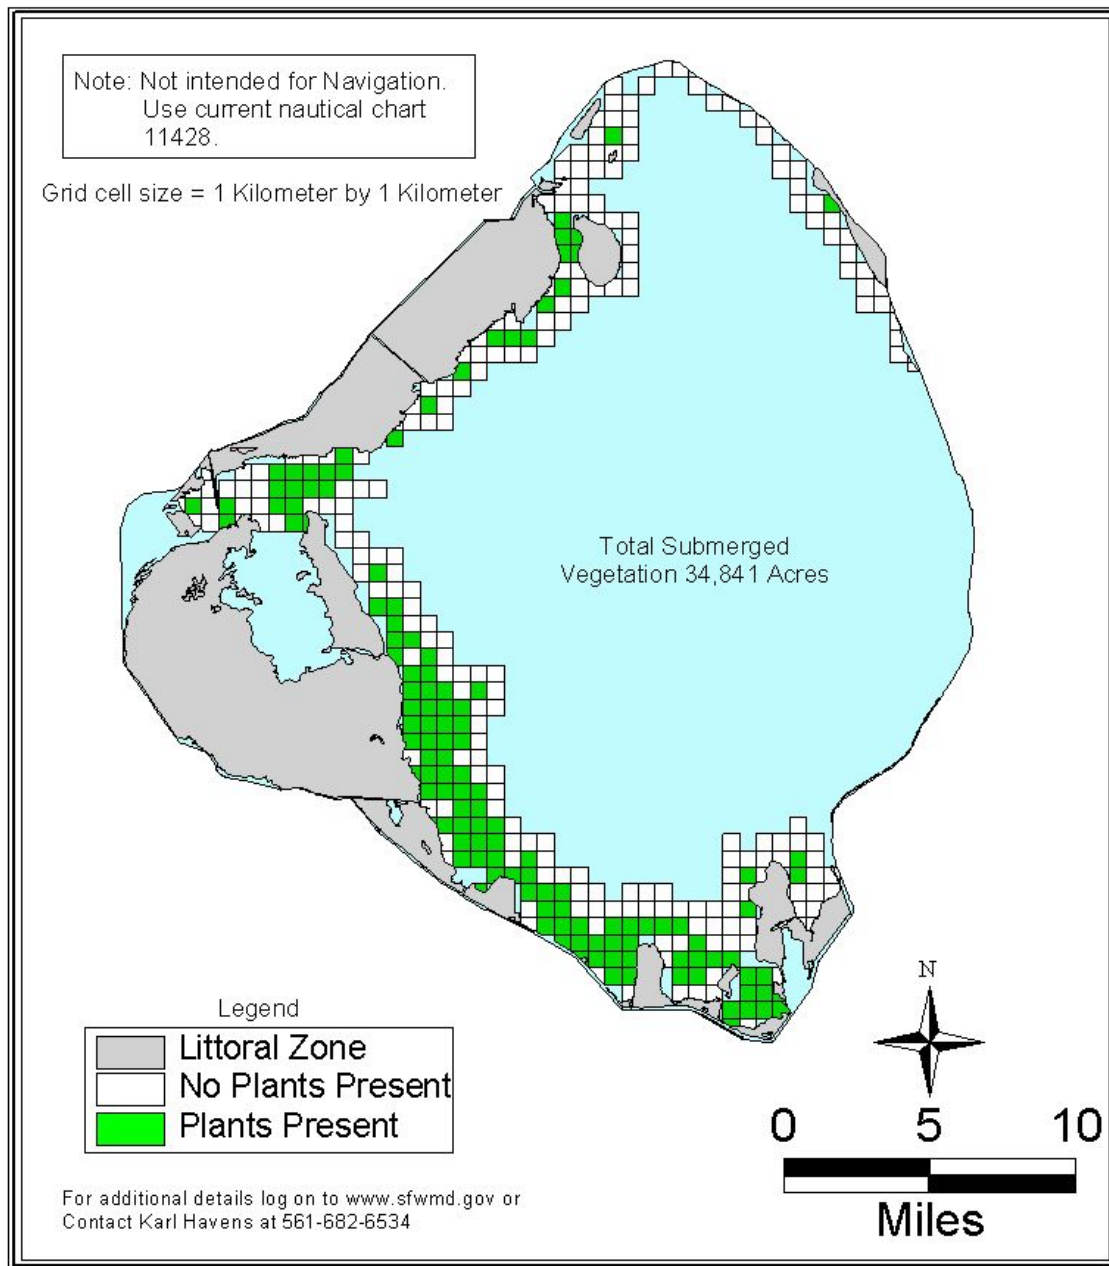 Note: Not intended for Navigation.
Use current nautical chart
11428.
Grid cell size = 1 Kilometer by 1 Kilometer
Total Submerged
Vegetation 34,841 Acres
N
Legend
Littoral Zone
No Plants Present
Plants Present
0 5 10
Miles
For additional details log on to www.sfwmd.gov or
Contact Karl Havens at 561-682-6534